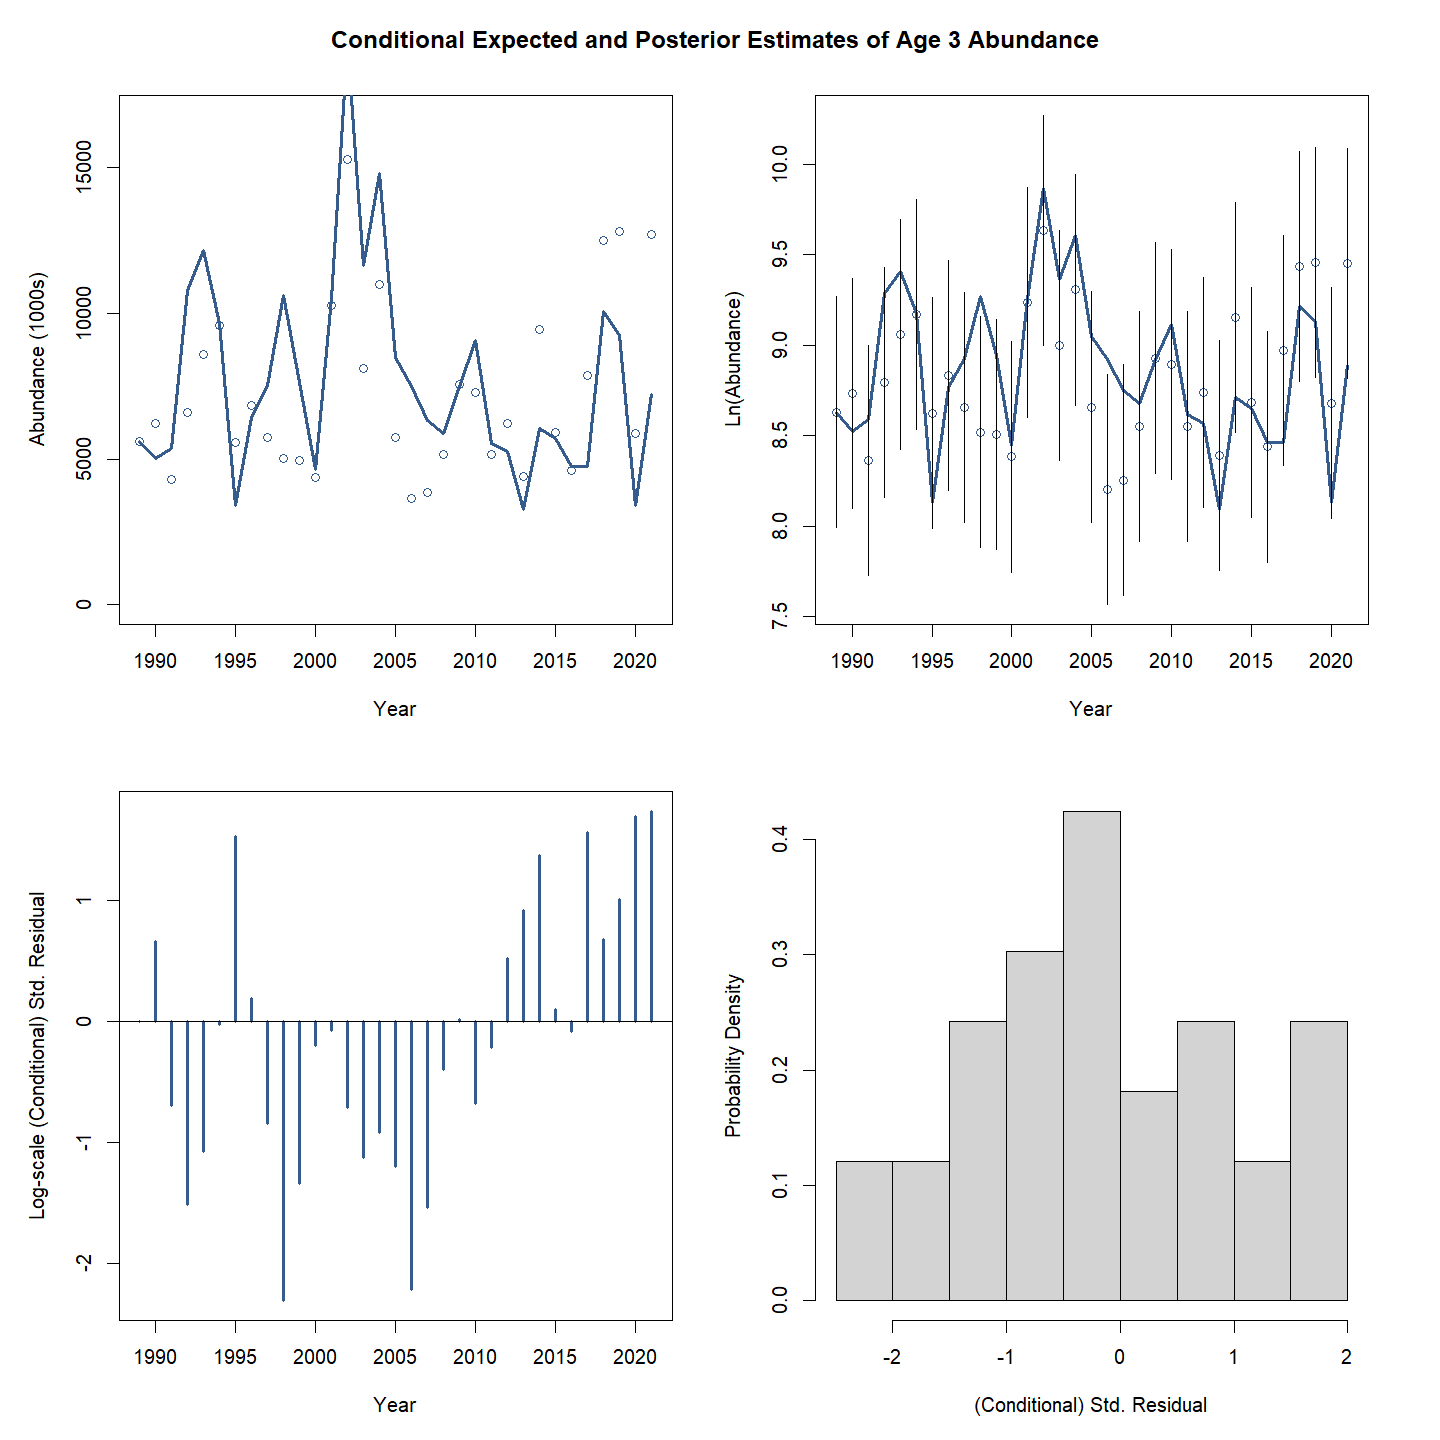 Conditional Expected and Posterior Estimates of Age 3 Abundance
Abundance (1000s)
15000
10000
5000
0
1990 1995 2000 2005 2010 2015 2020
Year
Ln(Abundance)
10.0
9.5
9.0
8.5
8.0
7.5
1990 1995 2000 2005 2010 2015 2020
Year
Log-scale (Conditional) Std. Residual
1
0
-1
-2
1990 1995 2000 2005 2010 2015 2020
Year
Probability Density
0.4
0.3
0.2
0.1
0.0
-2 -1 0 1 2
(Conditional) Std. Residual